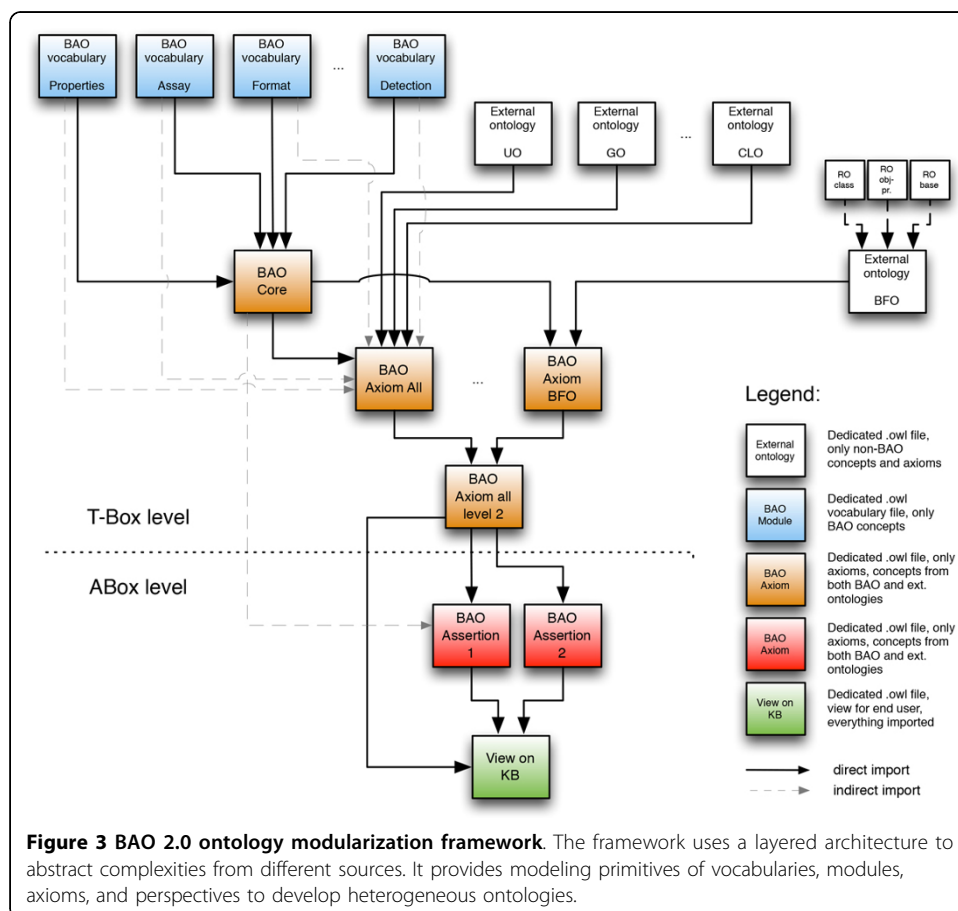 BAO
vocabulary
Properties
BAO
vocabulary
Assay
BAO
vocabulary
Format
...
BAO
vocabulary
Detection
External
ontology
UO
External
ontology
GO
...
External
ontology
CLO
RO
class
RO
obj-
pr.
RO
base
External
ontology
BFO
BAO
Core
BAO
Axiom All
...
BAO
Axiom
BFO
BAO
Axiom all
level 2
T-Box level
ABox level
BAO
Assertion
1
BAO
Assertion
2
View on
KB
Legend:
External
ontology
Dedicated .owl file,
only non-BAO
concepts and axioms
BAO
Module
Dedicated .owl
vocabulary file, only
BAO concepts
BAO
Axiom
Dedicated .owl file, only
axioms, concepts from
both BAO and ext.
ontologies
BAO
Axiom
Dedicated .owl file, only
axioms, concepts from
both BAO and ext.
ontologies
View on
KB
Dedicated .owl file,
view for end user,
everything imported
direct import
indirect import
Figure 3 BAO 2.0 ontology modularization framework. The framework uses a layered architecture to
abstract complexities from different sources. It provides modeling primitives of vocabularies, modules,
axioms, and perspectives to develop heterogeneous ontologies.